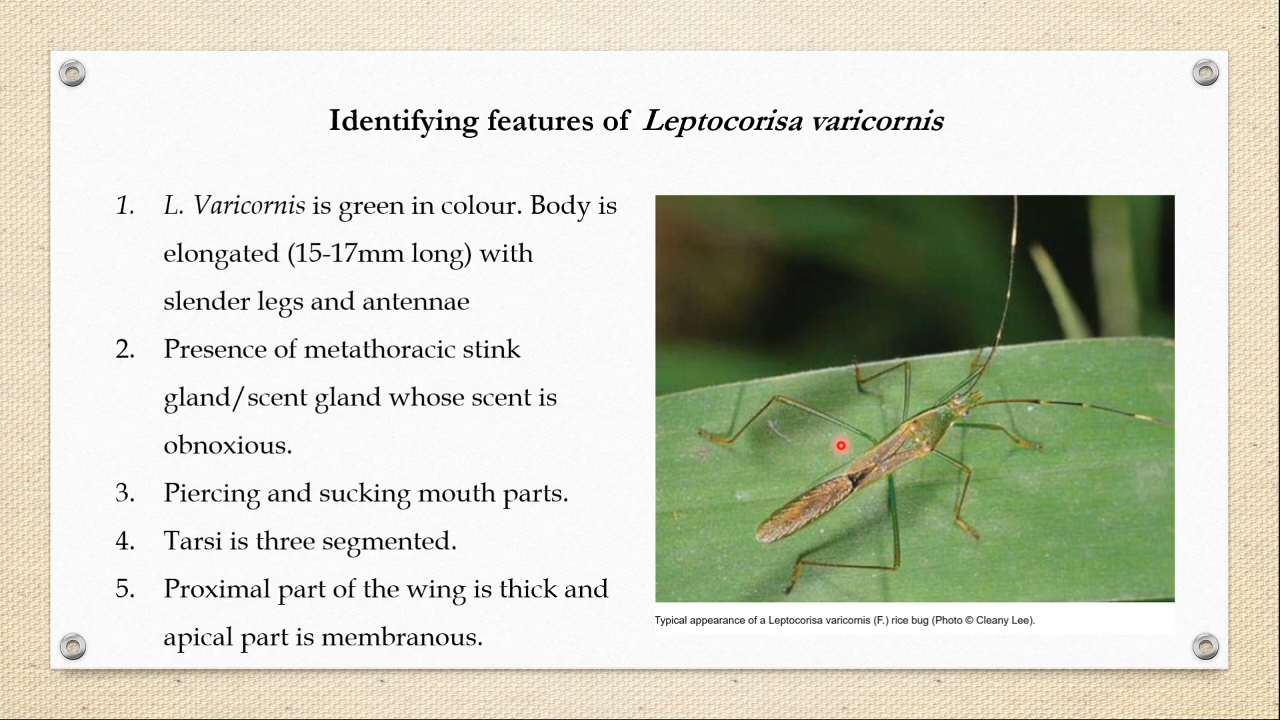 Identifying features of Leptocorisa varicornis
1. L. Varicornis is green in colour. Body is
elongated (15-17mm long) with
slender legs and antennae
2. Presence of metathoracic stink
gland/scent gland whose scent is
obnoxious.
3. Piercing and sucking mouth parts.
4. Tarsi is three segmented.
5. Proximal part of the wing is thick and
apical part is membranous.
Typical appearance of a Leptocorisa varicornis (F.) rice bug (Photo © Cleany Lee).